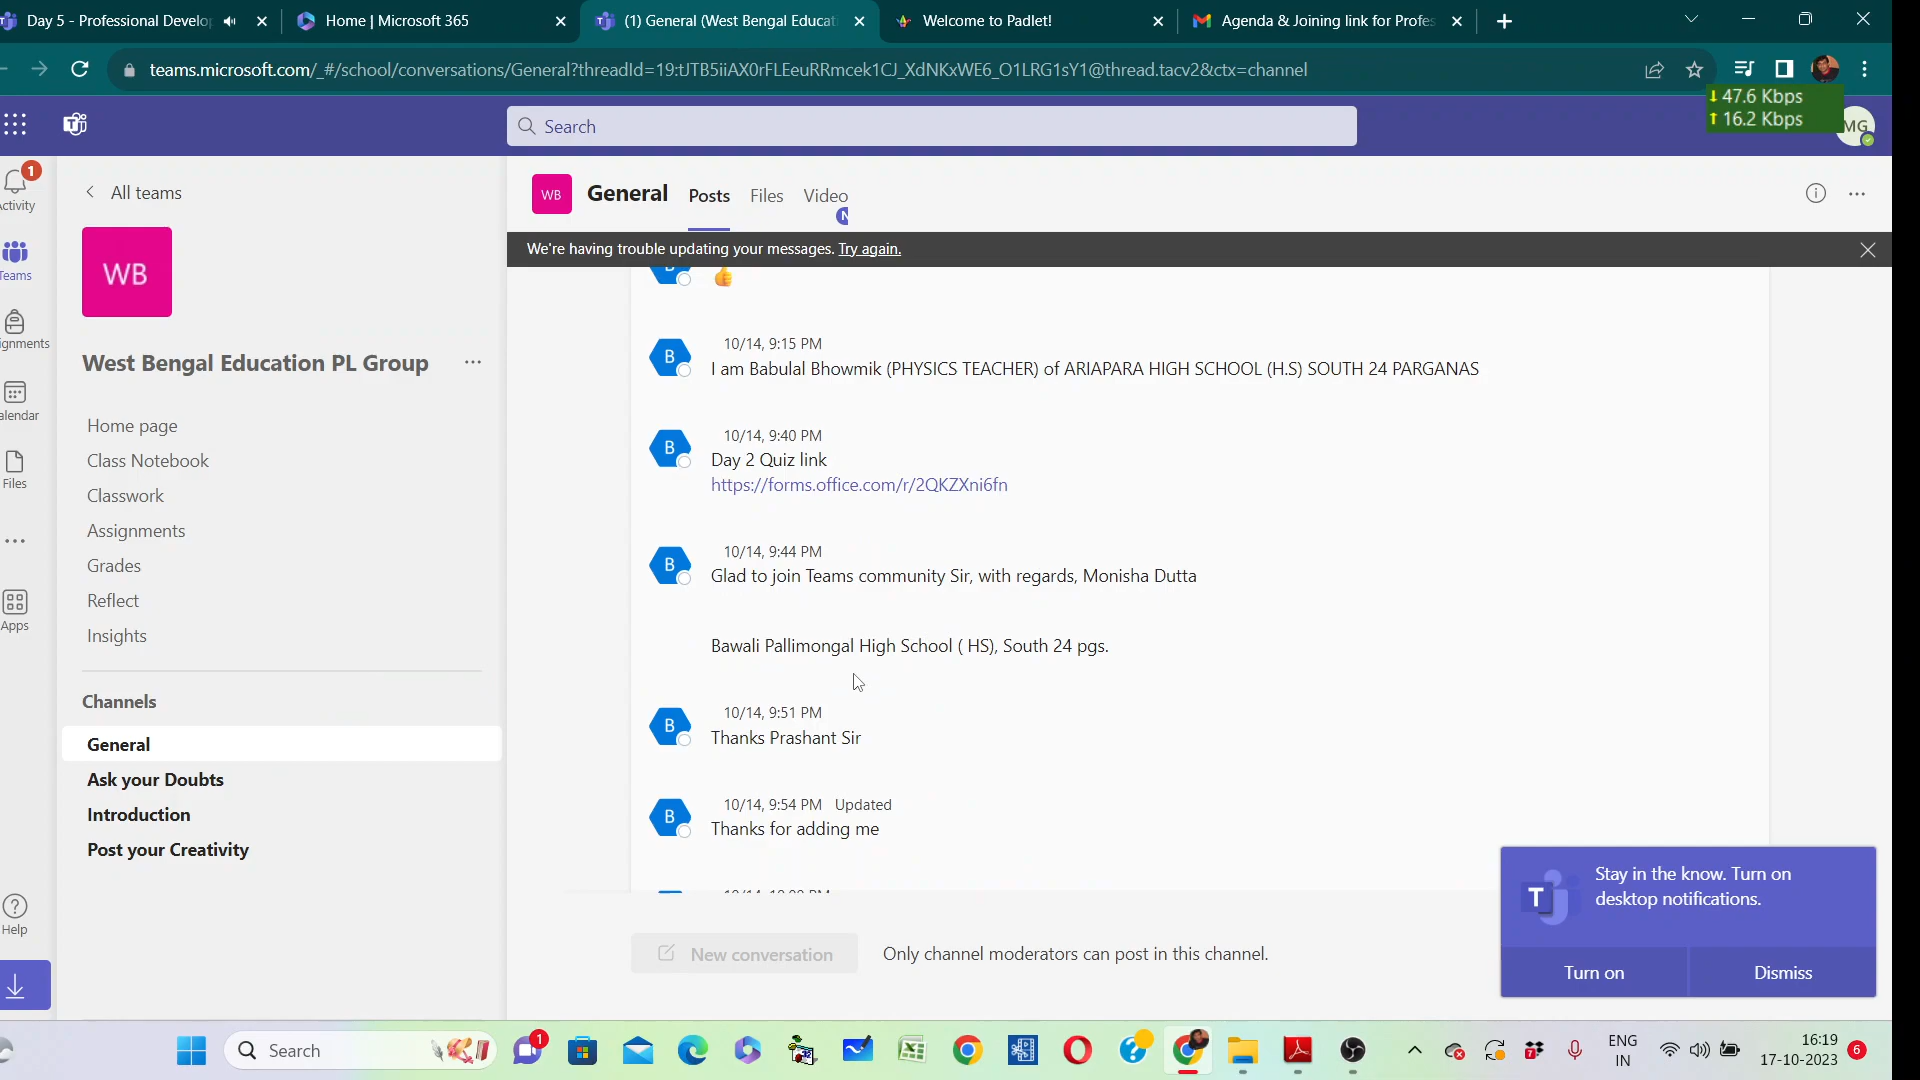 Day 5 - Professional Develop
Home | Microsoft 365
(1) General (West Bengal Educati
Welcome to Padlet!
Agenda & Joining link for Profes
teams.microsoft.com/_#/school/conversations/General?threadId=19:tJTB5iiAX0rFLEeuRRmcek1CJ_XdNKxWE6_O1LRG1sY1@thread.tacv2&ctx=channel
↓ 47.6 Kbps
↑ 16.2 Kbps
Search
MG
1
ctivity
Teams
ignments
alendar
Files
Apps
Help
All teams
WB
West Bengal Education PL Group
Home page
Class Notebook
Classwork
Assignments
Grades
Reflect
Insights
Channels
General
Ask your Doubts
Introduction
Post your Creativity
WB
General
Posts
Files
Video
N
We're having trouble updating your messages. Try again.
B
B
10/14, 9:15 PM
I am Babulal Bhowmik (PHYSICS TEACHER) of ARIAPARA HIGH SCHOOL (H.S) SOUTH 24 PARGANAS
B
10/14, 9:40 PM
Day 2 Quiz link
https://forms.office.com/r/2QKZXni6fn
B
10/14, 9:44 PM
Glad to join Teams community Sir, with regards, Monisha Dutta
Bawali Pallimongal High School ( HS), South 24 pgs.
B
10/14, 9:51 PM
Thanks Prashant Sir
B
10/14, 9:54 PM Updated
Thanks for adding me
New conversation
Only channel moderators can post in this channel.
T
Stay in the know. Turn on
desktop notifications.
Turn on
Dismiss
Search
1
7
ENG
IN
16:19
17-10-2023
6